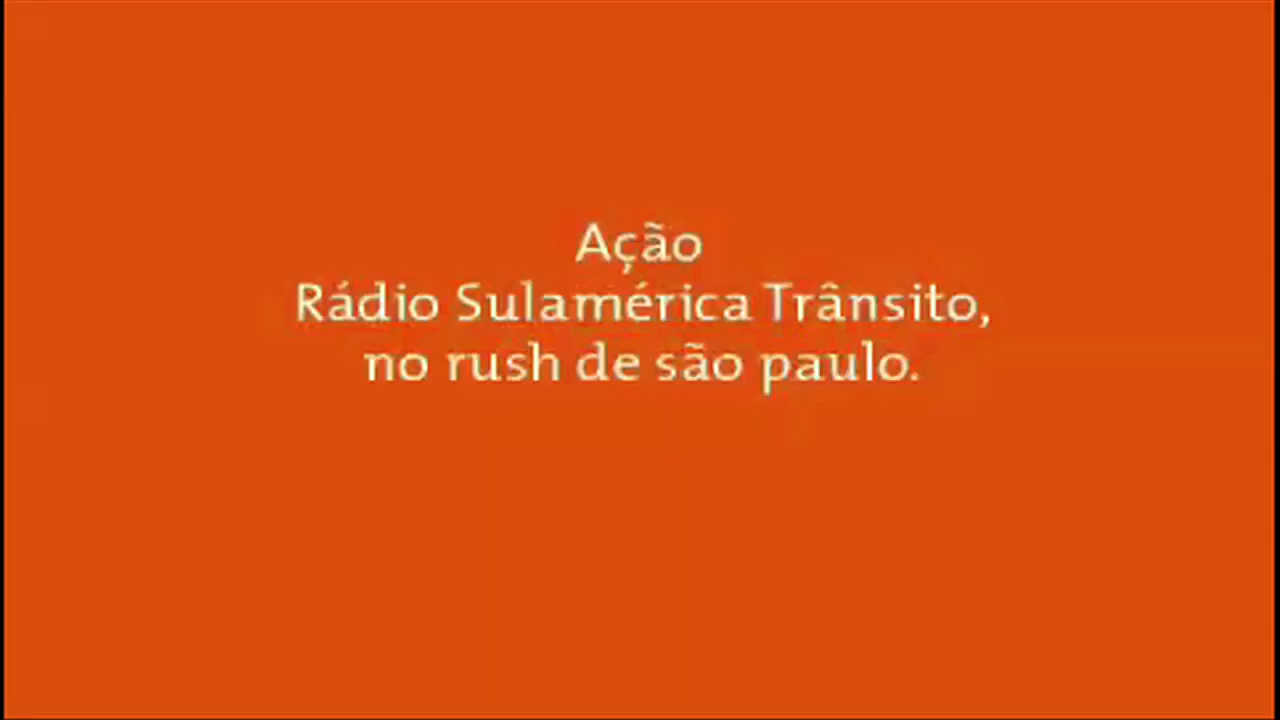 Ação
Rádio Sulamérica Trânsito,
no rush de são paulo.